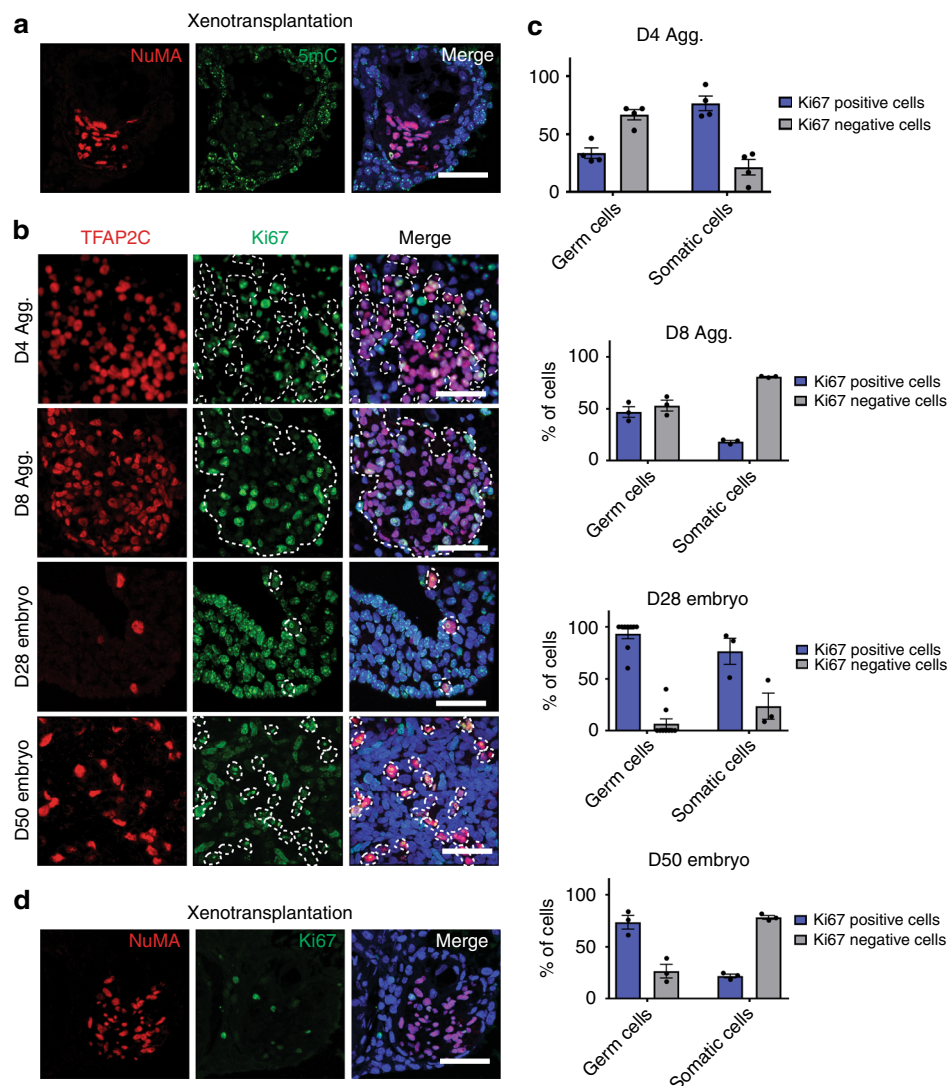 a
Xenotransplantation
NuMA
5mC
Merge
b
TFAP2C
Ki67
Merge
D4 Agg.
D8 Agg.
D28 embryo
D50 embryo
d
Xenotransplantation
NuMA
Ki67
Merge
c
D4 Agg.
100
50
0
Germ cells
Somatic cells
Ki67 positive cells
Ki67 negative cells
D8 Agg.
% of cells
100
50
0
Germ cells
Somatic cells
Ki67 positive cells
Ki67 negative cells
D28 embryo
% of cells
100
50
0
Germ cells
Somatic cells
Ki67 positive cells
Ki67 negative cells
D50 embryo
% of cells
100
50
0
Germ cells
Somatic cells
Ki67 positive cells
Ki67 negative cells